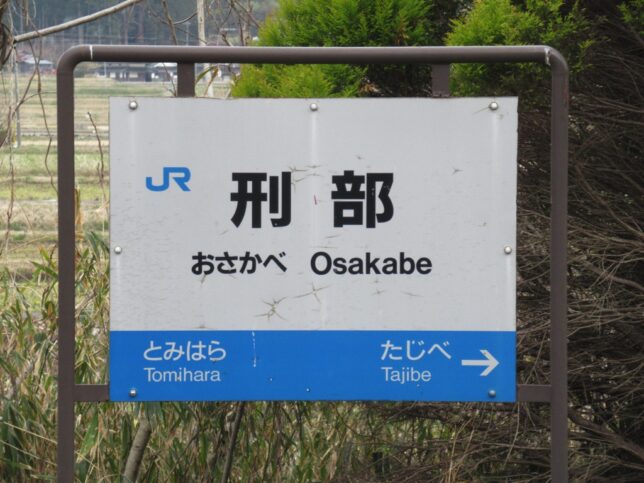 JR 刑部
おさかべ Osakabe
とみはら たじべ →
Tomihara Tajibe